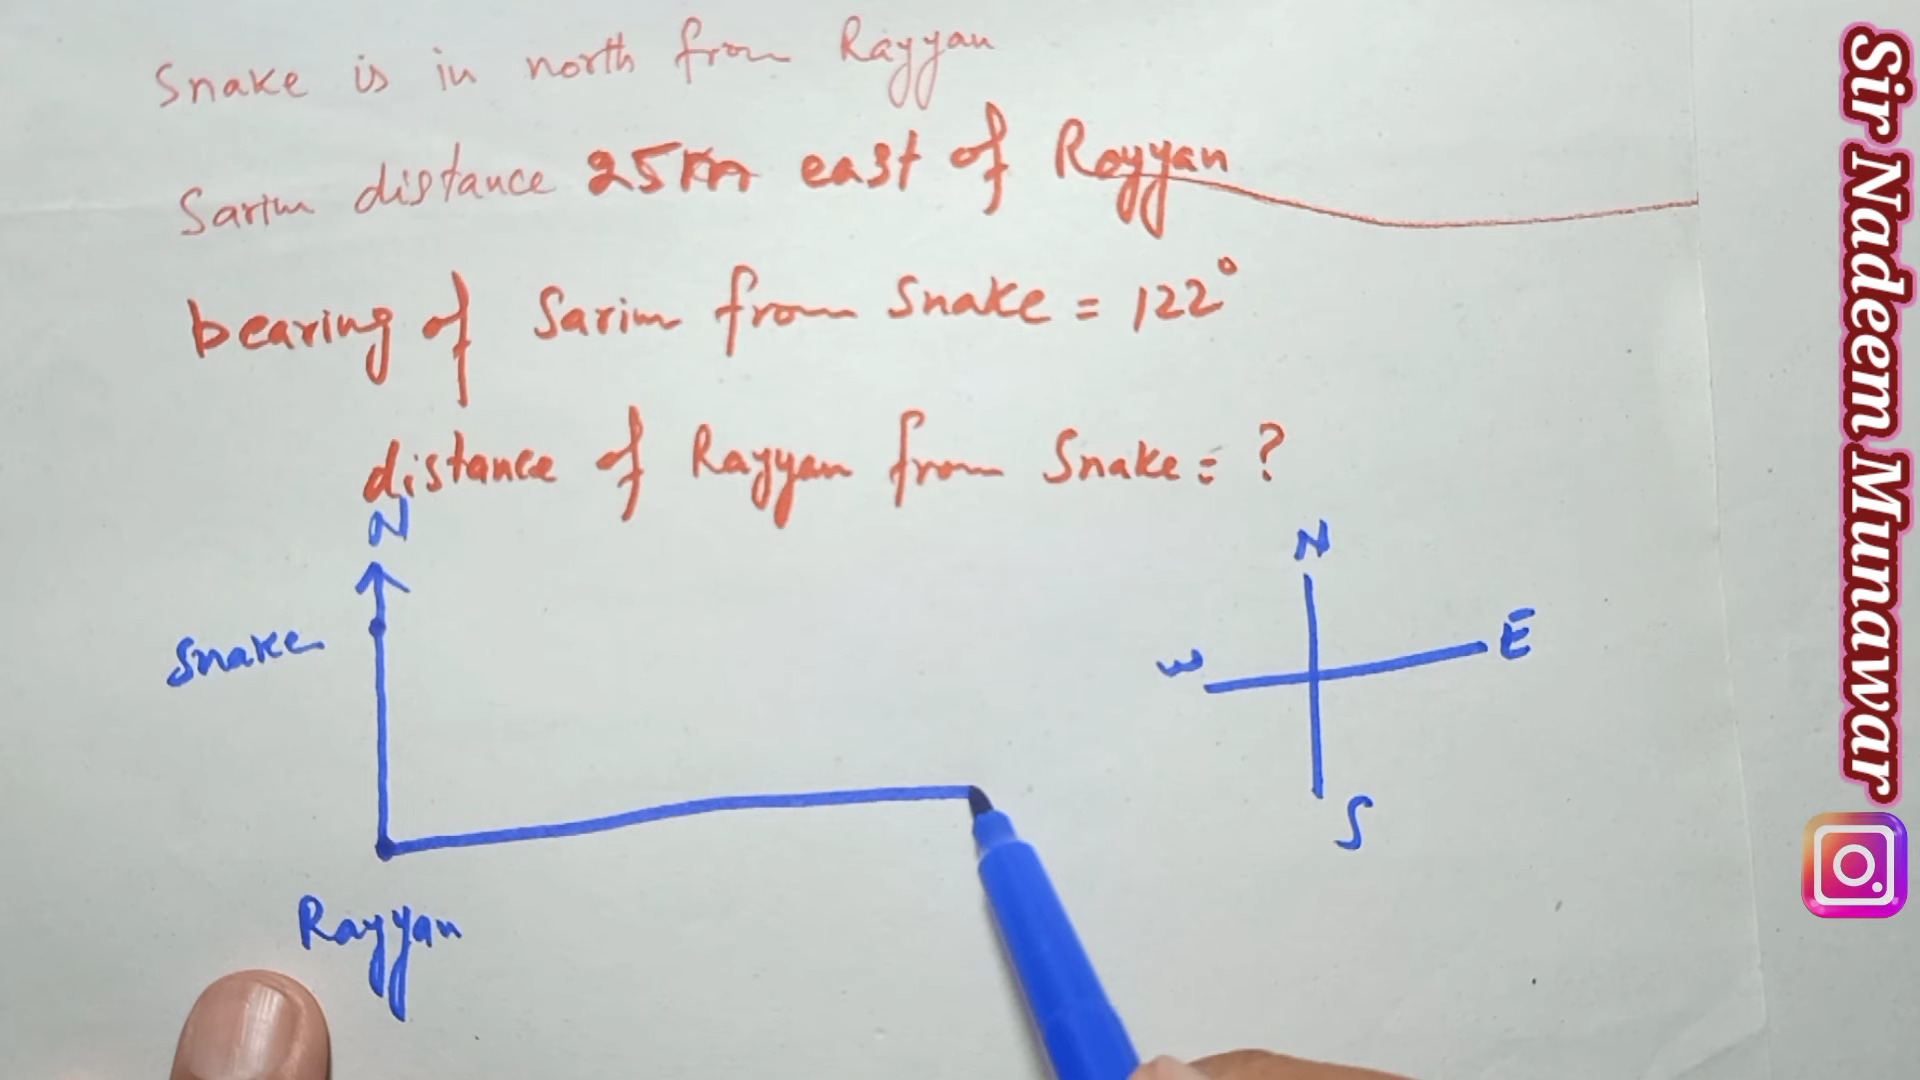 Snake is in north from Rayyan
Sarim distance 25Km east of Rayyan
bearing of Sarim from Snake = 122°
distance of Rayyan from Snake = ?
N
Snake
Rayyan
N
W
E
S
Sir Nadeem Munawar